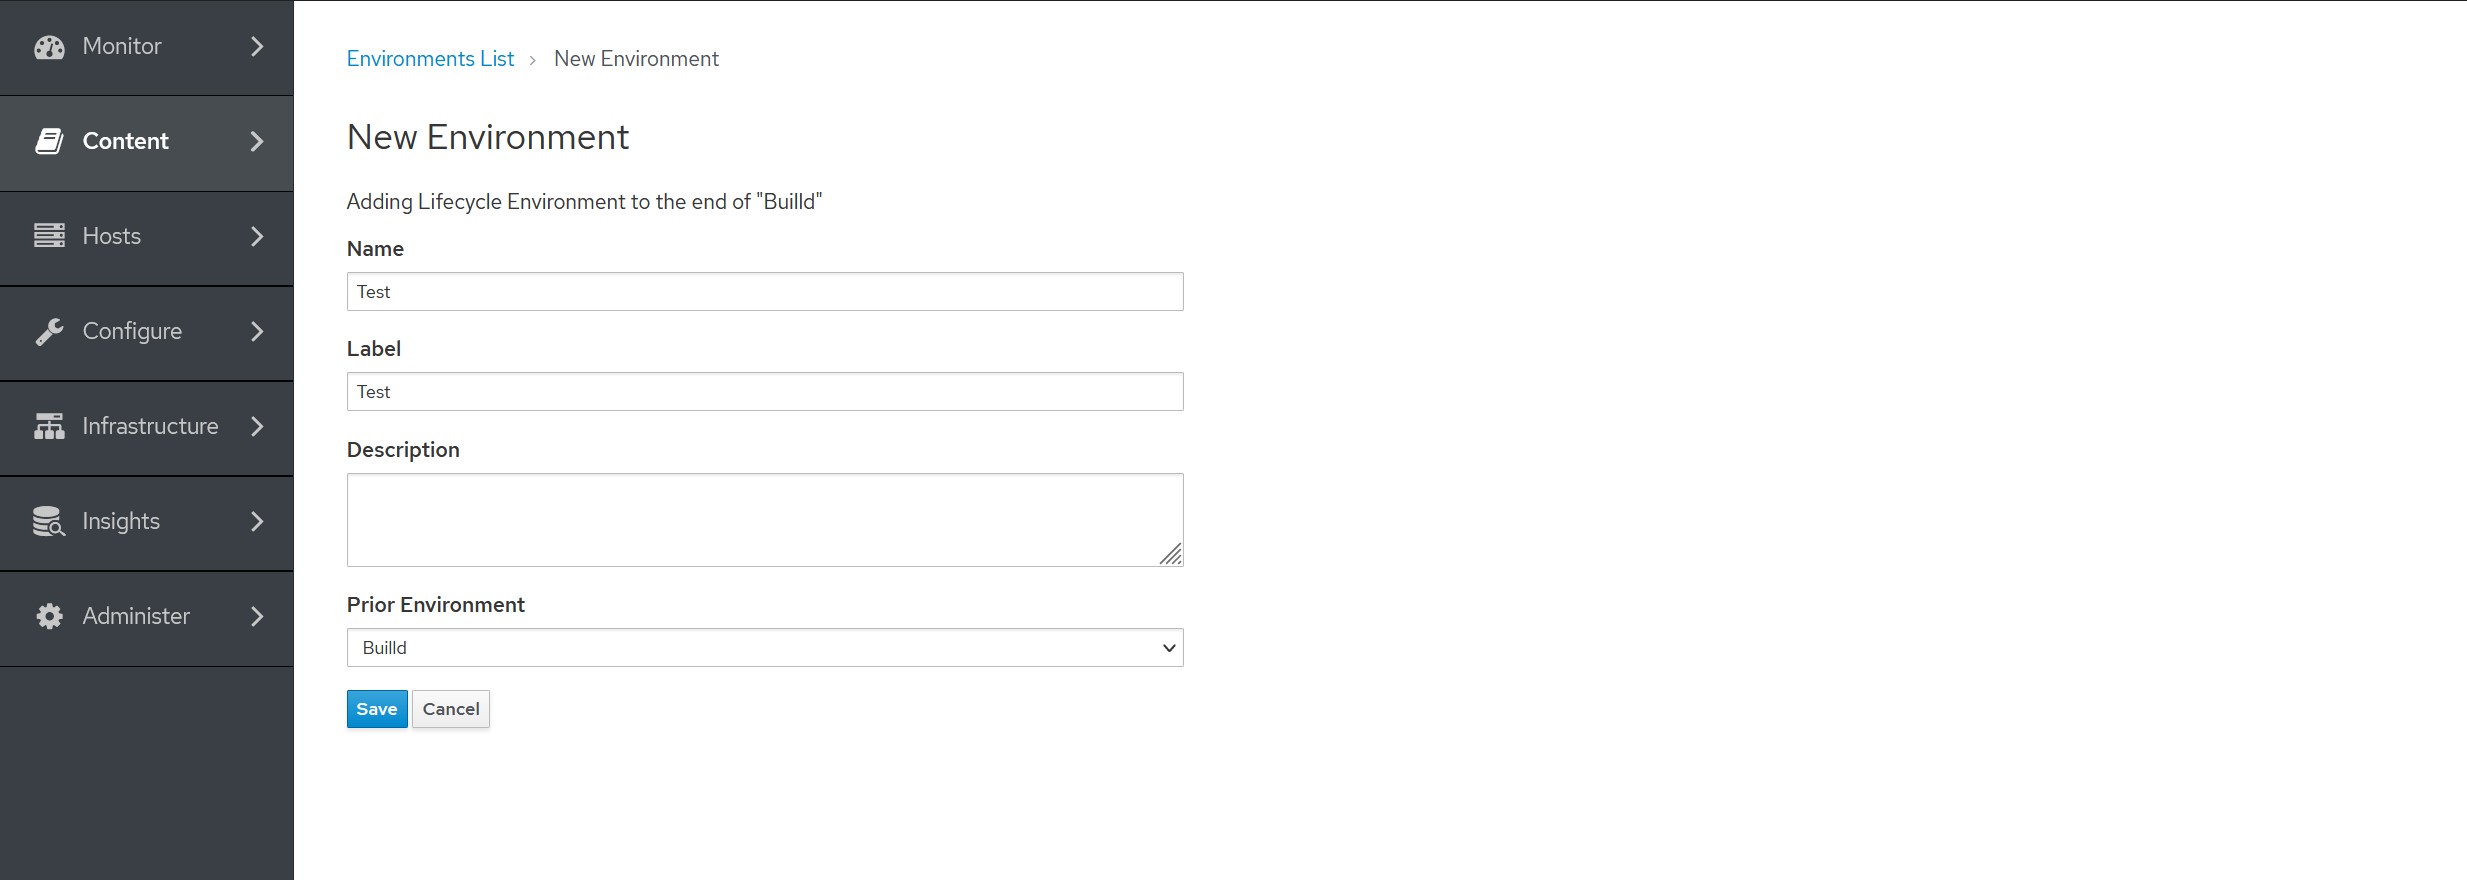 Monitor
Content
Hosts
Configure
Infrastructure
Insights
Administer
Environments List › New Environment
New Environment
Adding Lifecycle Environment to the end of "Builld"
Name
Test
Label
Test
Description
Prior Environment
Builld
Save Cancel